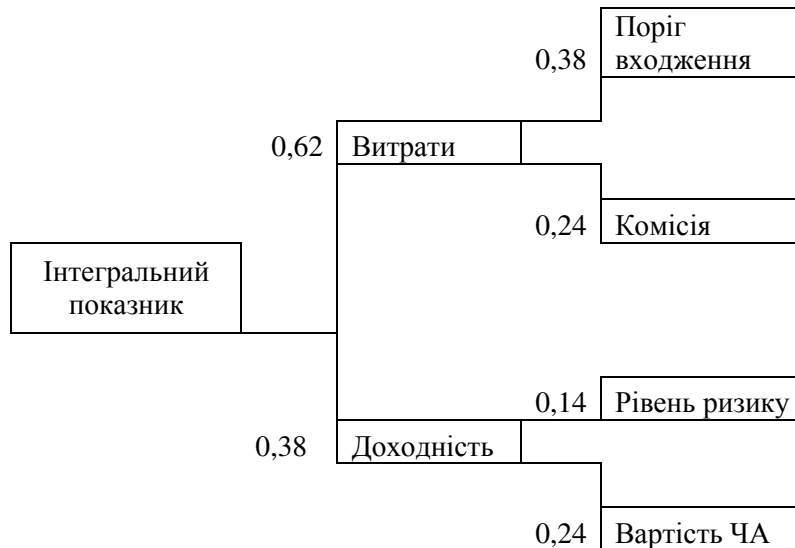 Поріг
0,38 входження
0,62 Витрати
0,24 Комісія
Інтегральний
показник
0,14 Рівень ризику
0,38 Доходність
0,24 Вартість ЧА